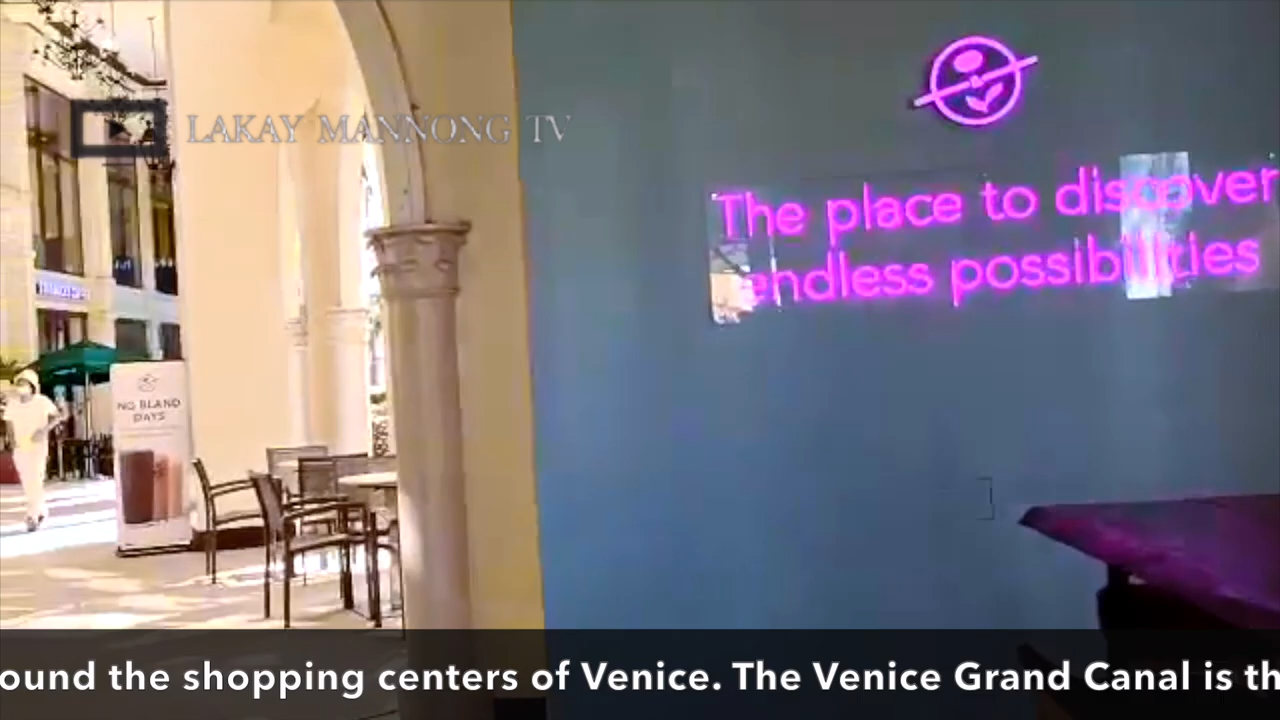 LAKAY MANNONG TV
The place to discover
endless possibilities
NO BLAND
DAYS
ound the shopping centers of Venice. The Venice Grand Canal is th